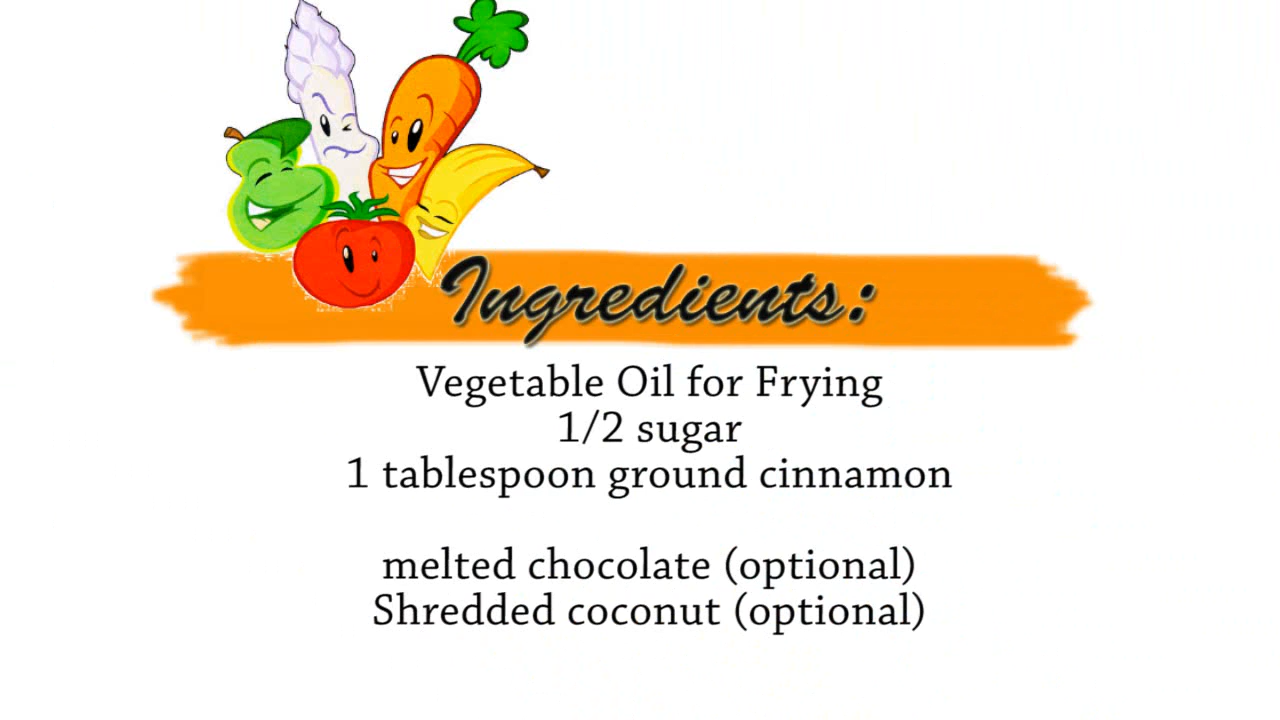 Ingredients:
Vegetable Oil for Frying
1/2 sugar
1 tablespoon ground cinnamon
melted chocolate (optional)
Shredded coconut (optional)